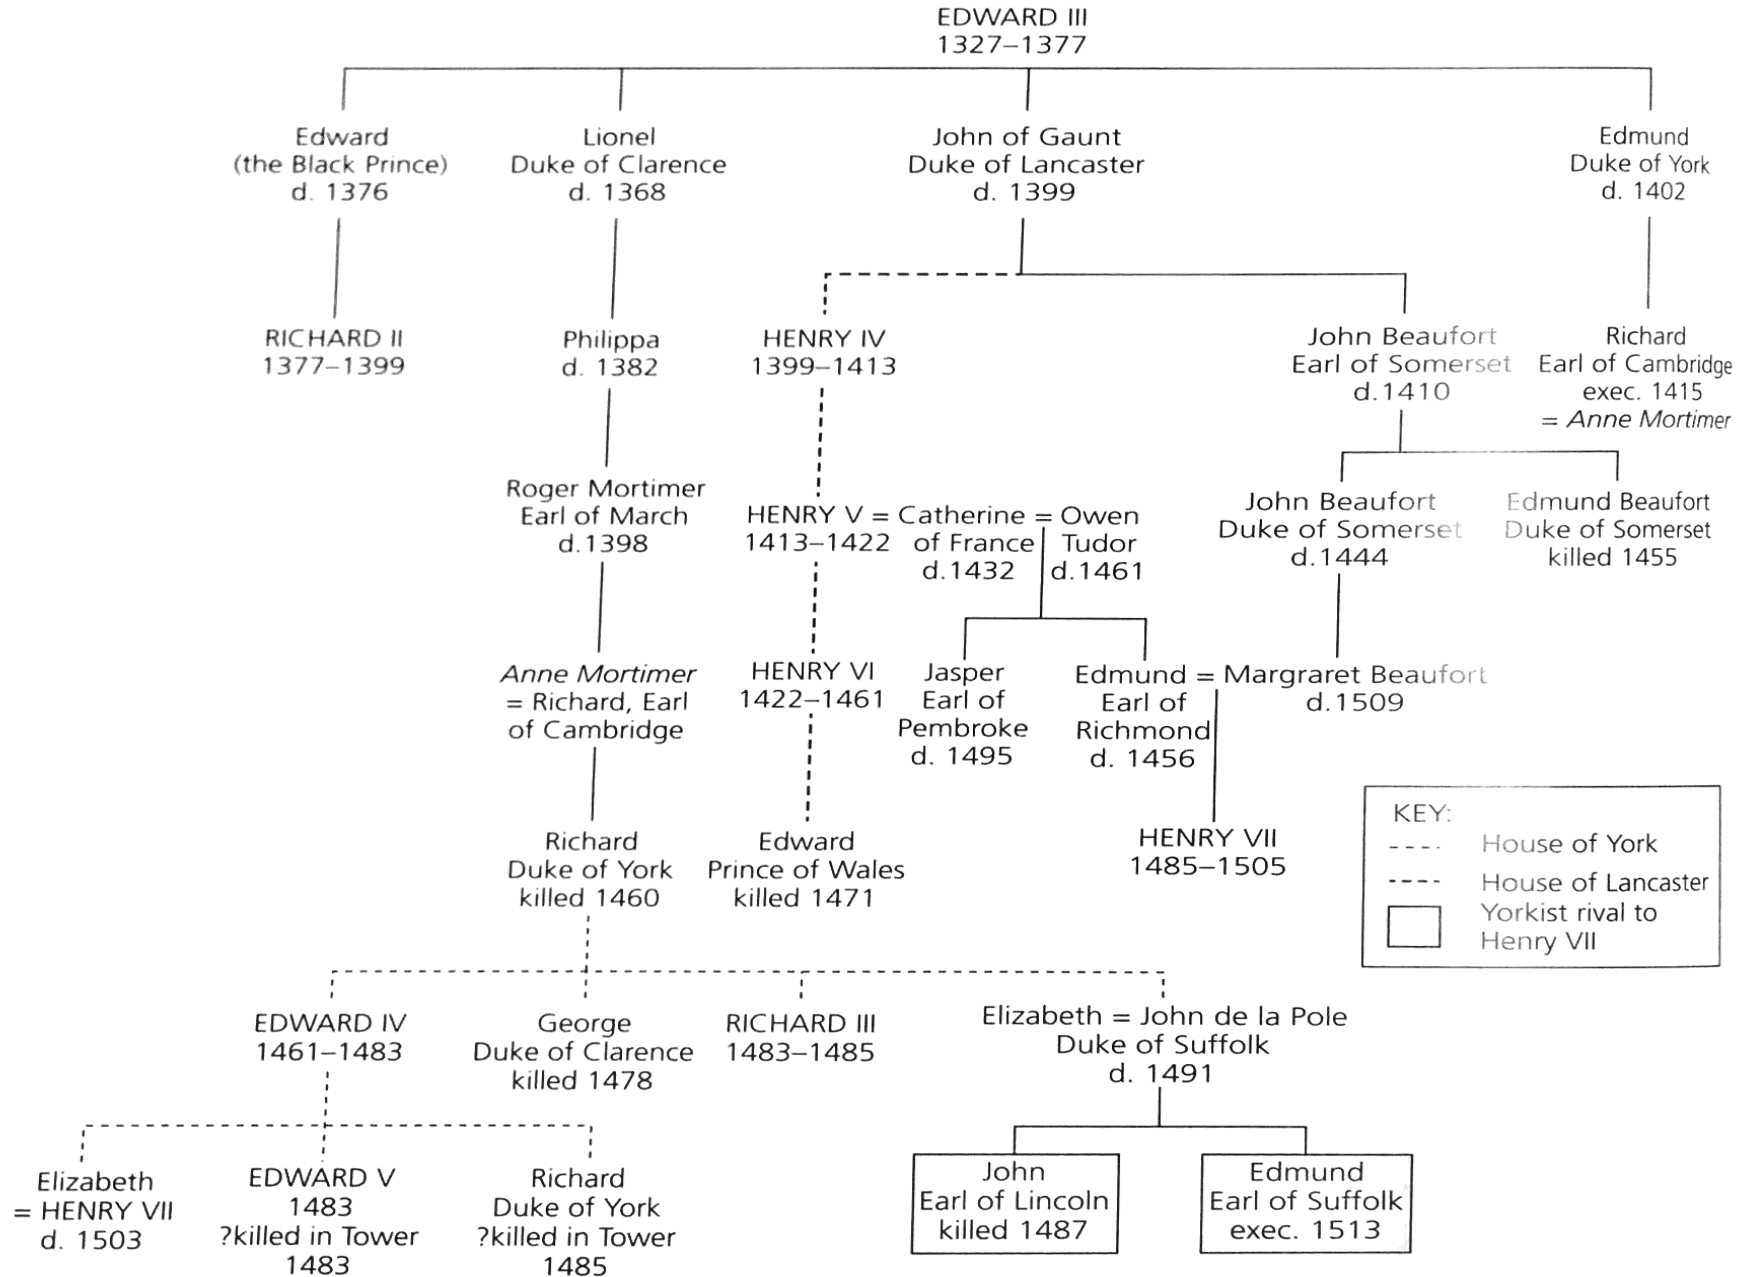 EDWARD III
1327–1377
Edward
(the Black Prince)
d. 1376
Lionel
Duke of Clarence
d. 1368
John of Gaunt
Duke of Lancaster
d. 1399
Edmund
Duke of York
d. 1402
RICHARD II
1377–1399
Philippa
d. 1382
HENRY IV
1399–1413
John Beaufort
Earl of Somerset
d.1410
Richard
Earl of Cambridge
exec. 1415
= Anne Mortimer
Roger Mortimer
Earl of March
d.1398
HENRY V = Catherine = Owen
1413–1422 of France Tudor
d.1432 d.1461
John Beaufort
Duke of Somerset
d.1444
Edmund Beaufort
Duke of Somerset
killed 1455
Anne Mortimer
= Richard, Earl
of Cambridge
HENRY VI
1422–1461
Jasper
Earl of
Pembroke
d. 1495
Edmund = Margraret Beaufort
Earl of d.1509
Richmond
d. 1456
Richard
Duke of York
killed 1460
Edward
Prince of Wales
killed 1471
HENRY VII
1485–1505
KEY:
House of York
House of Lancaster
Yorkist rival to
Henry VII
EDWARD IV
1461–1483
George
Duke of Clarence
killed 1478
RICHARD III
1483–1485
Elizabeth = John de la Pole
Duke of Suffolk
d. 1491
Elizabeth
= HENRY VII
d. 1503
EDWARD V
1483
?killed in Tower
1483
Richard
Duke of York
?killed in Tower
1485
John
Earl of Lincoln
killed 1487
Edmund
Earl of Suffolk
exec. 1513